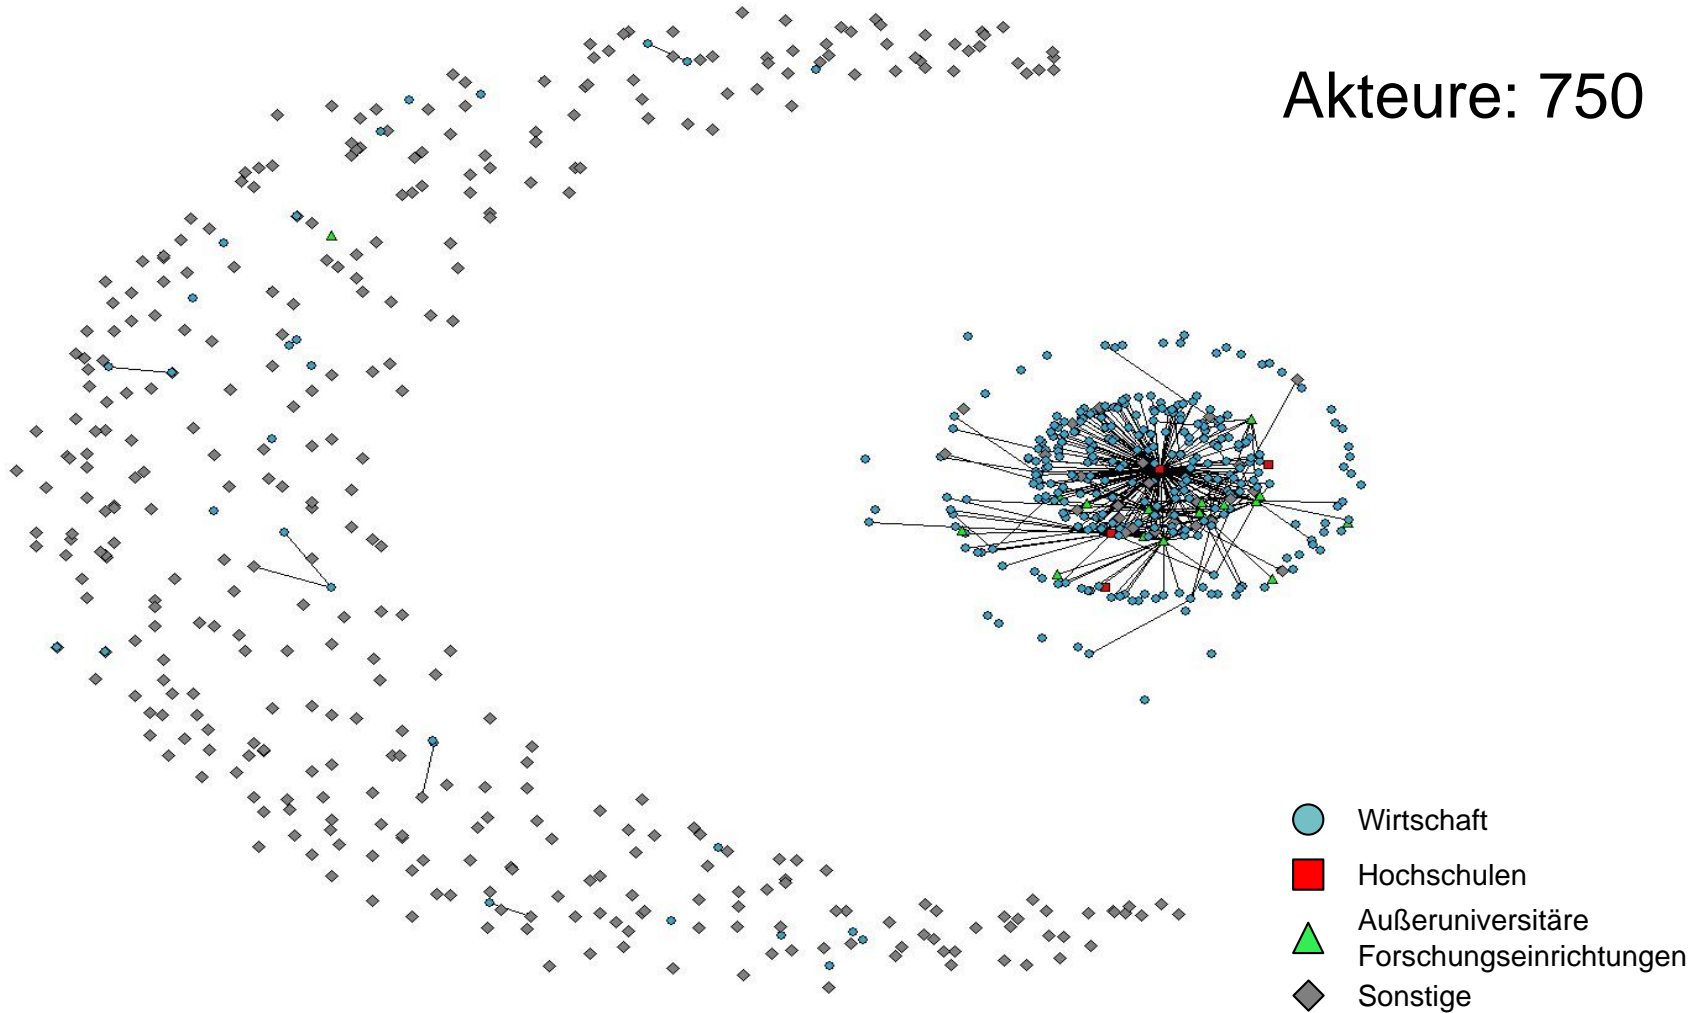 Akteure: 750
Wirtschaft
Hochschulen
Außeruniversitäre
Forschungseinrichtungen
Sonstige